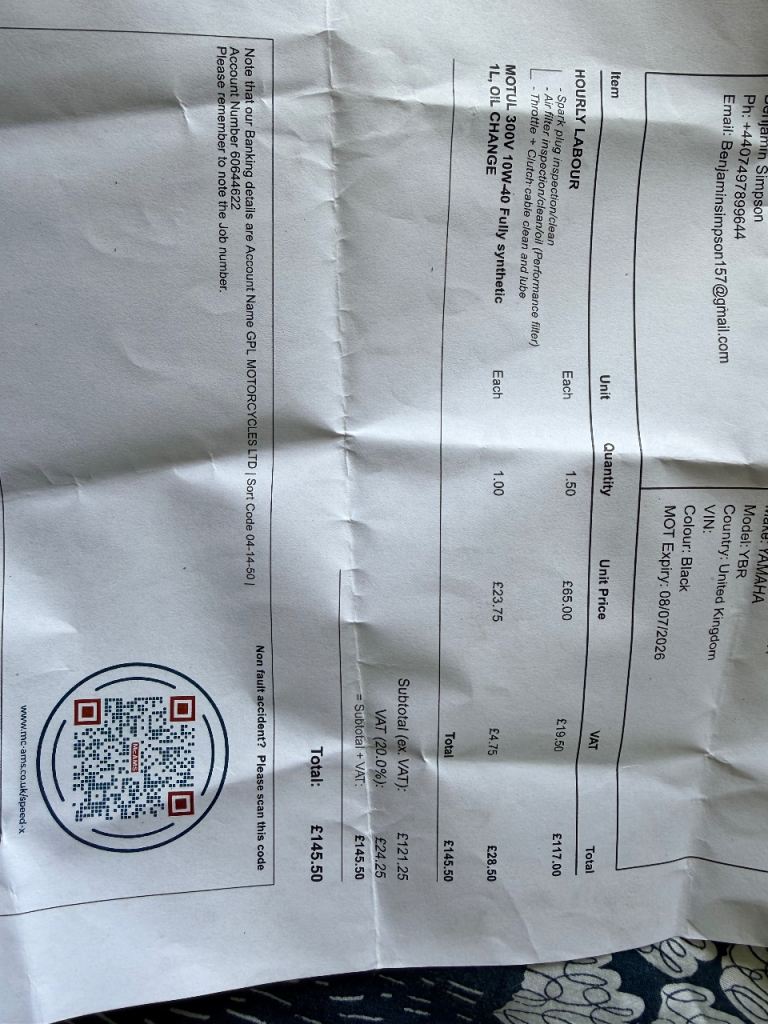 Benjamin Simpson
Ph: +4407497899644
Email: Benjaminsimpson157@gmail.com
Make: YAMAHA
Model: YBR
Country: United Kingdom
VIN:
Colour: Black
MOT Expiry: 08/07/2026
Item Unit Quantity Unit Price VAT Total
HOURLY LABOUR Each 1.50 £65.00 £19.50 £117.00
- Spark plug inspection/clean
- Air filter inspection/clean/oil (Performance filter)
- Throttle + Clutch cable clean and lube
MOTUL 300V 10W-40 Fully synthetic Each 1.00 £23.75 £4.75 £28.50
1L, OIL CHANGE
Total £145.50
Subtotal (ex. VAT): £121.25
VAT (20.0%): £24.25
= Subtotal + VAT: £145.50
Total: £145.50
Note that our Banking details are Account Name GPL MOTORCYCLES LTD | Sort Code 04-14-50 |
Account Number 60644622
Please remember to note the Job number.
Non fault accident? Please scan this code
MC-AMS
www.mc-ams.co.uk/speed-x